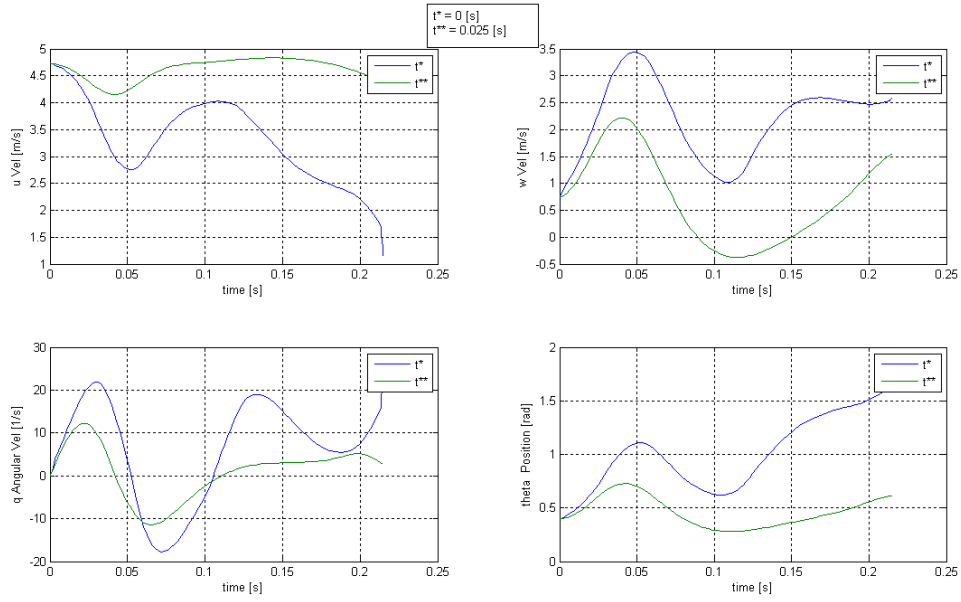 t* = 0 [s]
t** = 0.025 [s]
5
4.5
4
3.5
3
2.5
2
1.5
1
u Vel [m/s]
t*
t**
0
0.05
0.1
0.15
0.2
0.25
time [s]
3.5
3
2.5
2
1.5
1
0.5
0
-0.5
w Vel [m/s]
t*
t**
0
0.05
0.1
0.15
0.2
0.25
time [s]
30
20
10
0
-10
-20
q Angular Vel [1/s]
t*
t**
0
0.05
0.1
0.15
0.2
0.25
time [s]
2
1.5
1
0.5
0
theta Position [rad]
t*
t**
0
0.05
0.1
0.15
0.2
0.25
time [s]